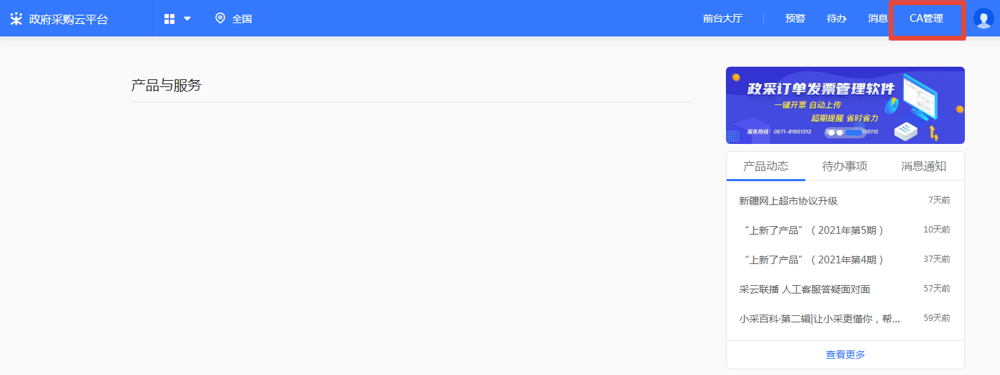 政府采购云平台
全国
前台大厅
预警
待办
消息
CA管理
产品与服务
政采订单发票管理软件
一键开票 自动上传
超期提醒 省时省力
服务热线：0571-81951313
55110
产品动态
待办事项
消息通知
新疆网上超市协议升级 7天前
“上新了产品”（2021年第5期） 10天前
“上新了产品”（2021年第4期） 37天前
采云联播 人工客服答疑面对面 57天前
小采百科·第二辑|让小采更懂你，帮... 59天前
查看更多